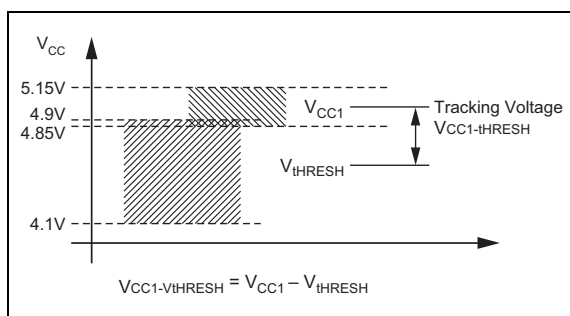 VCC
5.15V
4.9V
4.85V
4.1V
VCC1
Tracking Voltage
VCC1-tHRESH
VtHRESH
VCC1-VtHRESH = VCC1 – VtHRESH